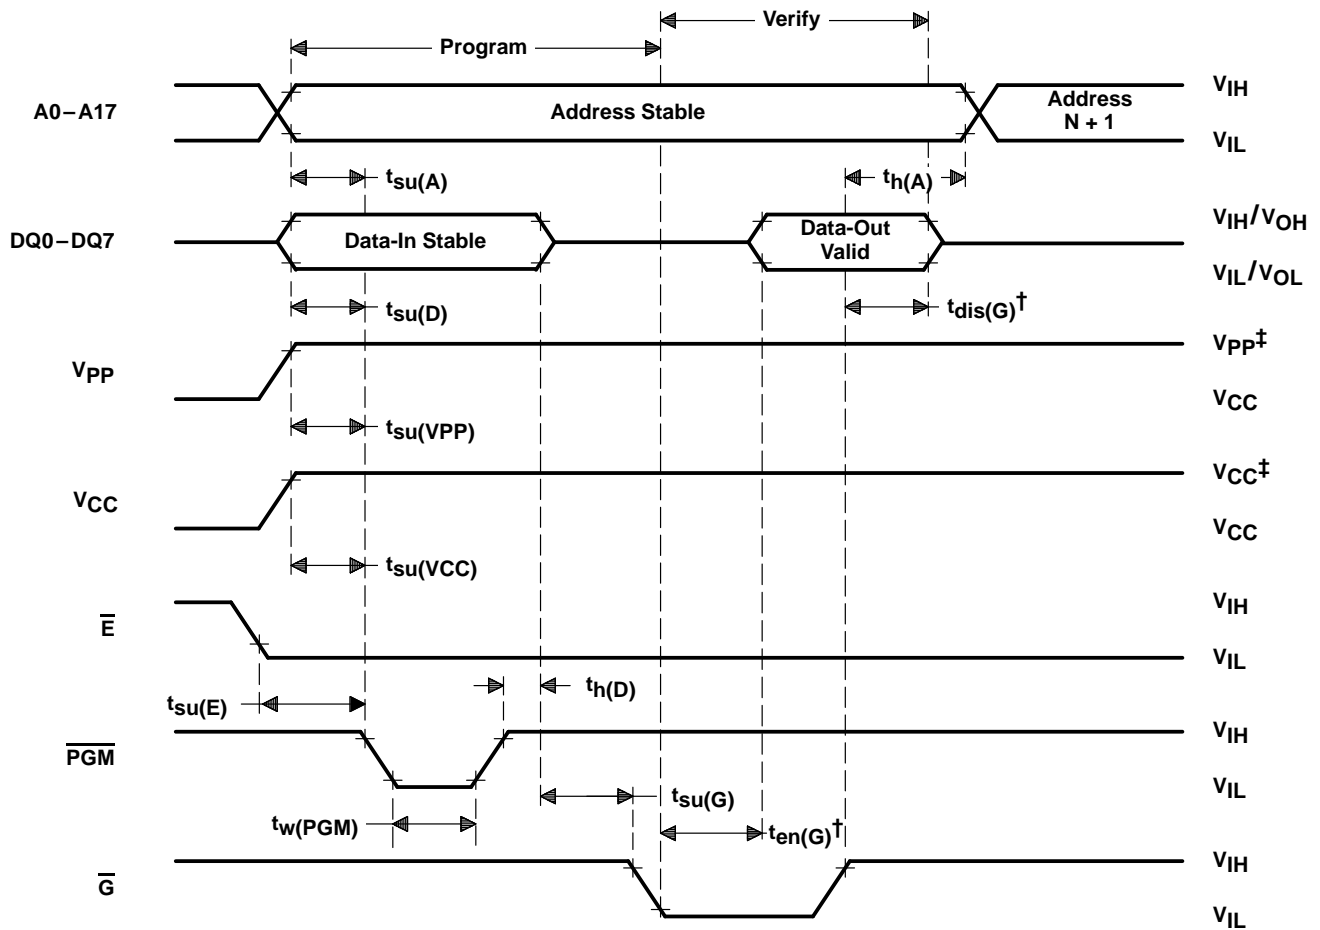 Verify
Program
A0–A17
Address Stable
Address
N + 1
VIH
VIL
tsu(A)
th(A)
DQ0–DQ7
Data-In Stable
Data-Out
Valid
VIH/VOH
VIL/VOL
tsu(D)
tdis(G)†
VPP
VPP‡
VCC
tsu(VPP)
VCC
VCC‡
VCC
tsu(VCC)
E
VIH
VIL
tsu(E)
th(D)
PGM
VIH
VIL
tsu(G)
tw(PGM)
ten(G)†
G
VIH
VIL